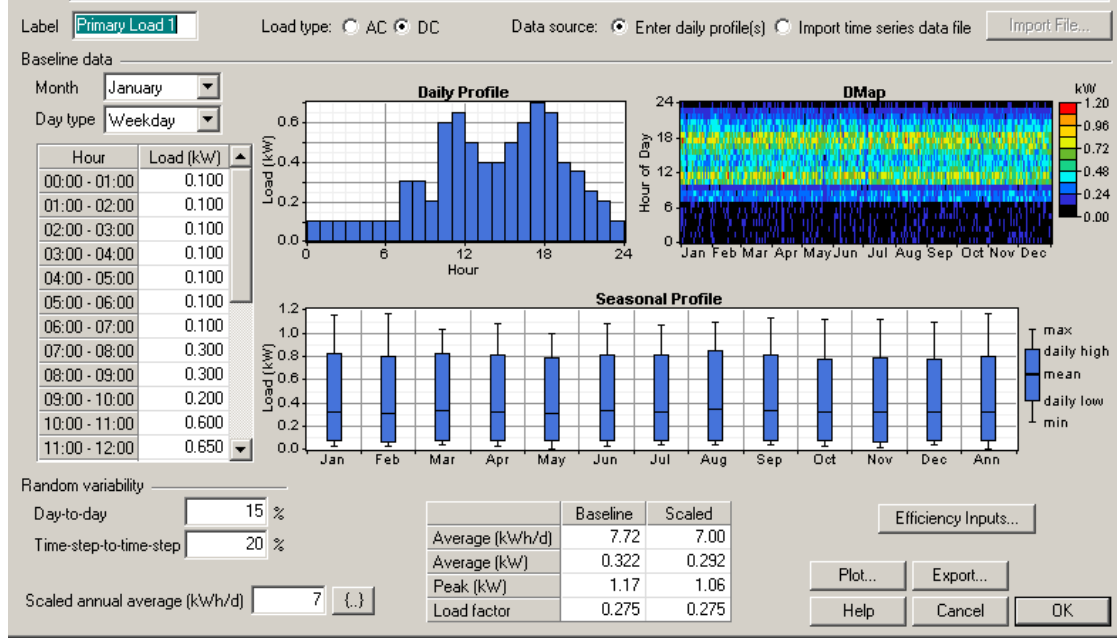 Label Primary Load 1 Load type: AC DC Data source: Enter daily profile(s) Import time series data file Import File...
Baseline data
Month January
Day type Weekday
Hour Load (kW)
00:00 - 01:00 0.100
01:00 - 02:00 0.100
02:00 - 03:00 0.100
03:00 - 04:00 0.100
04:00 - 05:00 0.100
05:00 - 06:00 0.100
06:00 - 07:00 0.100
07:00 - 08:00 0.300
08:00 - 09:00 0.300
09:00 - 10:00 0.200
10:00 - 11:00 0.600
11:00 - 12:00 0.650
Daily Profile
Load (kW)
0.6
0.4
0.2
0.0
0 6 12 18 24
Hour
DMap
Hour of Day
24
18
12
6
0
Jan Feb Mar Apr May Jun Jul Aug Sep Oct Nov Dec
kW
1.20
0.96
0.72
0.48
0.24
0.00
Seasonal Profile
Load (kW)
1.2
1.0
0.8
0.6
0.4
0.2
0.0
Jan Feb Mar Apr May Jun Jul Aug Sep Oct Nov Dec Ann
max
daily high
mean
daily low
min
Random variability
Day-to-day 15 %
Time-step-to-time-step 20 %
Scaled annual average (kWh/d) 7 {..}
Baseline Scaled
Average (kWh/d) 7.72 7.00
Average (kW) 0.322 0.292
Peak (kW) 1.17 1.06
Load factor 0.275 0.275
Efficiency Inputs...
Plot... Export...
Help Cancel OK